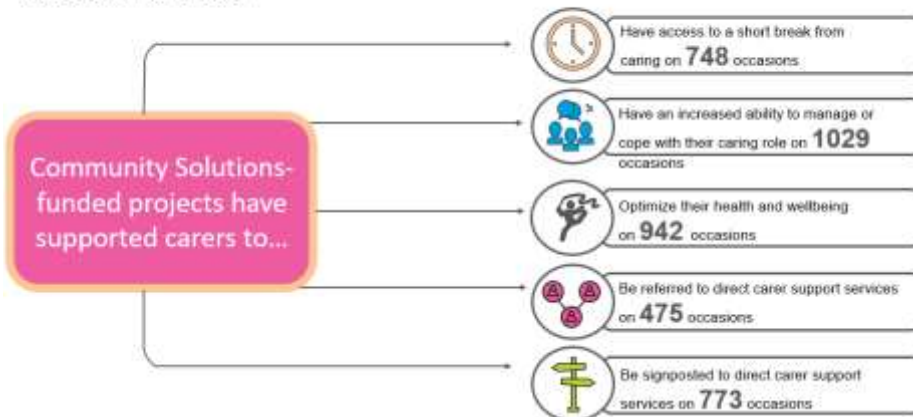 Community Solutions-
funded projects have
supported carers to...
Have access to a short break from
caring on 748 occasions
Have an increased ability to manage or
cope with their caring role on 1029
occasions
Optimize their health and wellbeing
on 942 occasions
Be referred to direct carer support services
on 475 occasions
Be signposted to direct carer support
services on 773 occasions